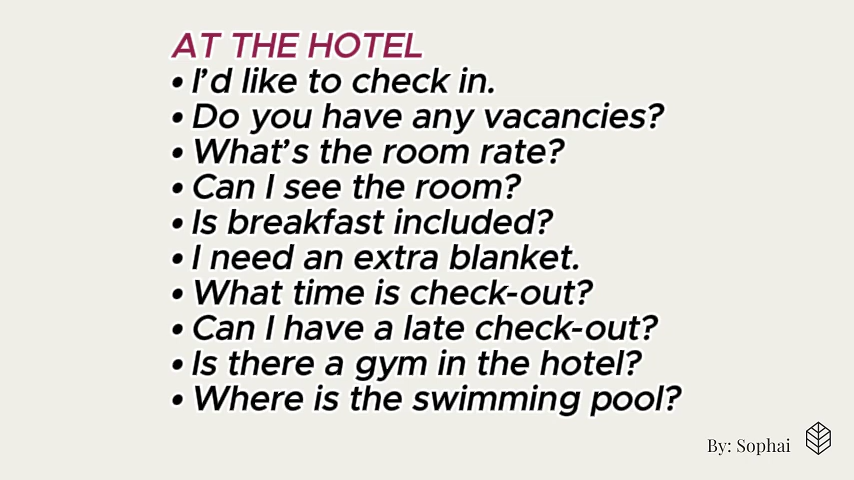 AT THE HOTEL
• I’d like to check in.
• Do you have any vacancies?
• What’s the room rate?
• Can I see the room?
• Is breakfast included?
• I need an extra blanket.
• What time is check-out?
• Can I have a late check-out?
• Is there a gym in the hotel?
• Where is the swimming pool?
By: Sophai